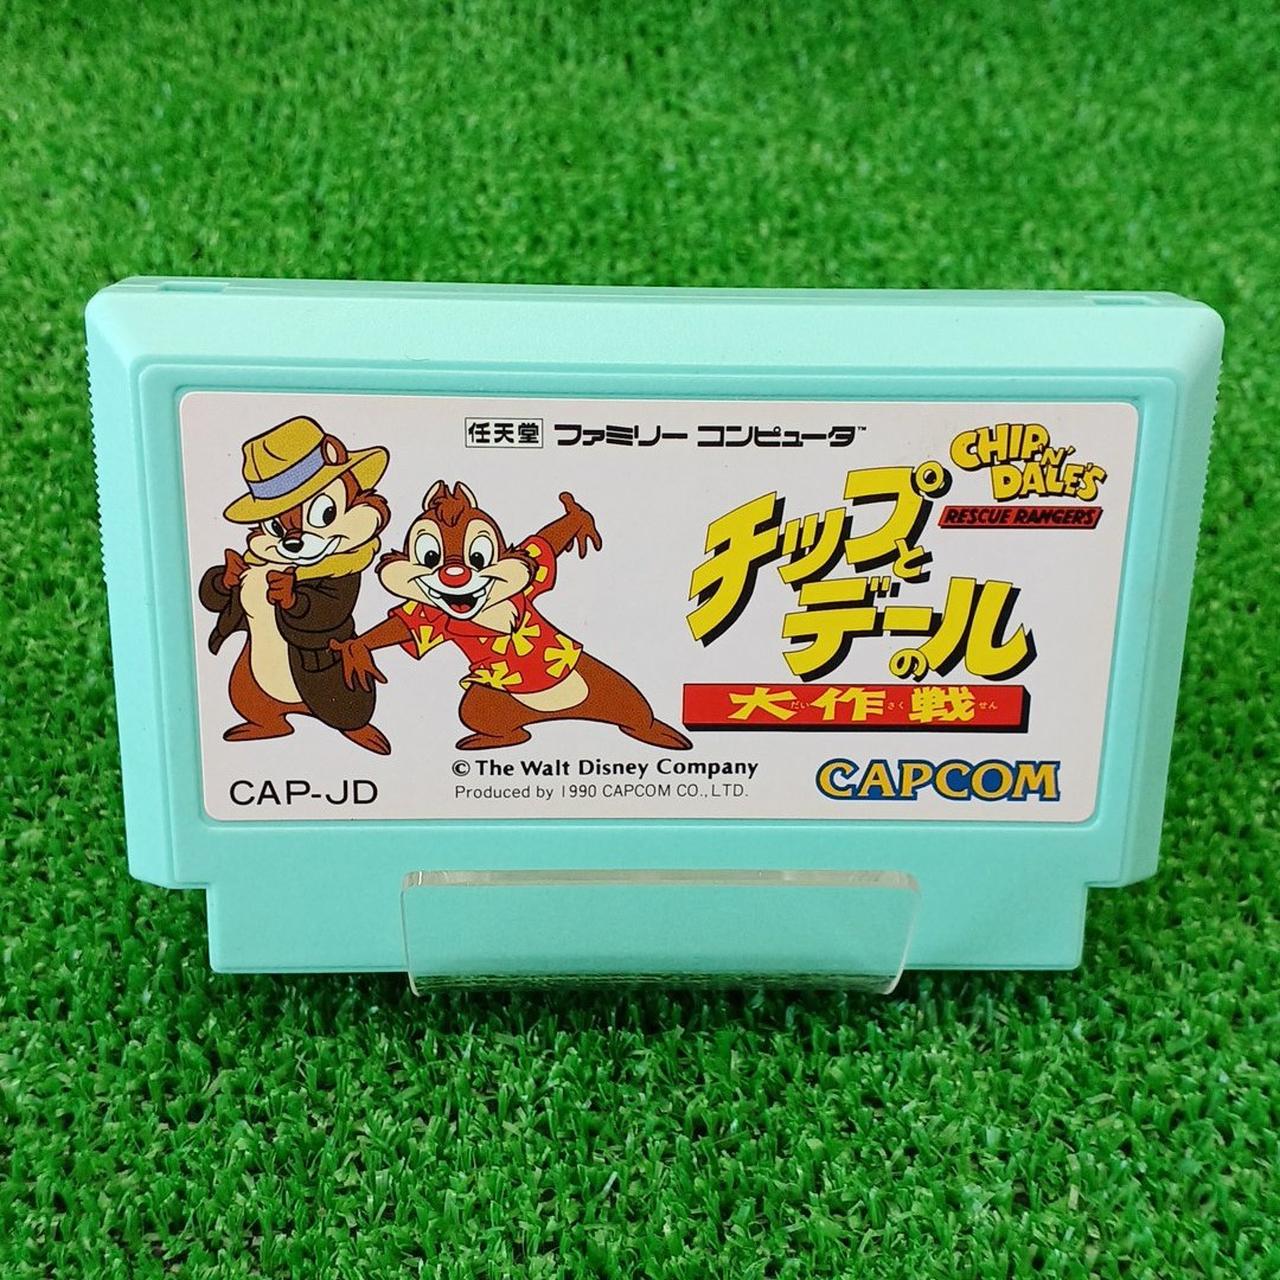 任天堂 ファミリーコンピュータ™
CHIP'N DALE'S
RESCUE RANGERS
チップと
デールの
大作戦
だい さく せん
CAP-JD
© The Walt Disney Company
Produced by 1990 CAPCOM CO., LTD.
CAPCOM